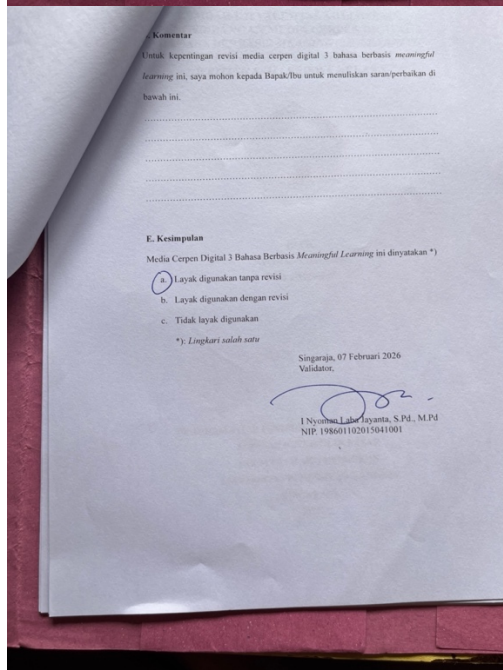 . Komentar
Untuk kepentingan revisi media cerpen digital 3 bahasa berbasis meaningful
learning ini, saya mohon kepada Bapak/Ibu untuk menuliskan saran/perbaikan di
bawah ini.
E. Kesimpulan
Media Cerpen Digital 3 Bahasa Berbasis Meaningful Learning ini dinyatakan *)
a. Layak digunakan tanpa revisi
b. Layak digunakan dengan revisi
c. Tidak layak digunakan
*): Lingkari salah satu
Singaraja, 07 Februari 2026
Validator,
I Nyoman Laba Jayanta, S.Pd., M.Pd
NIP. 198601102015041001